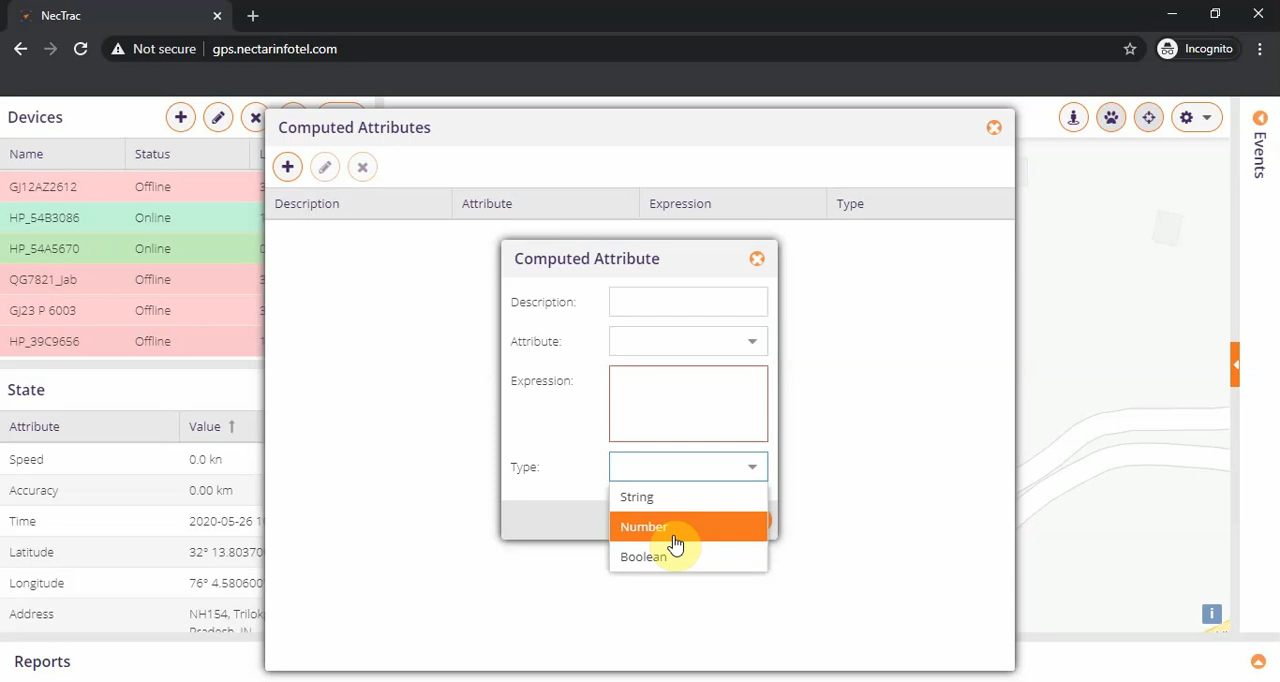 NecTrac
Not secure
gps.nectarinfotel.com
Incognito
Devices
Name Status
GJ12AZ2612 Offline
HP_54B3086 Online
HP_54A5670 Online
QG7821_Jab Offline
GJ23 P 6003 Offline
HP_39C9656 Offline
State
Attribute Value
Speed 0.0 kn
Accuracy 0.00 km
Time 2020-05-26
Latitude 32° 13.80370
Longitude 76° 4.580600
Address NH154,
Reports
Computed Attributes
Description Attribute Expression Type
Computed Attribute
Description:
Attribute:
Expression:
Type:
String
Number
Boolean
Events
i